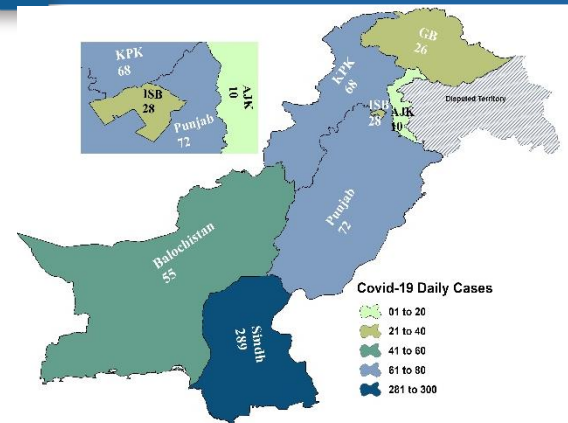 KPK
68
ISB
28
Punjab
72
AJK
10
GB
26
KPK
68
ISB
28
AJK
10
Disputed Territory
Punjab
72
Balochistan
55
Sindh
289
Covid-19 Daily Cases
01 to 20
21 to 40
41 to 60
61 to 80
281 to 300